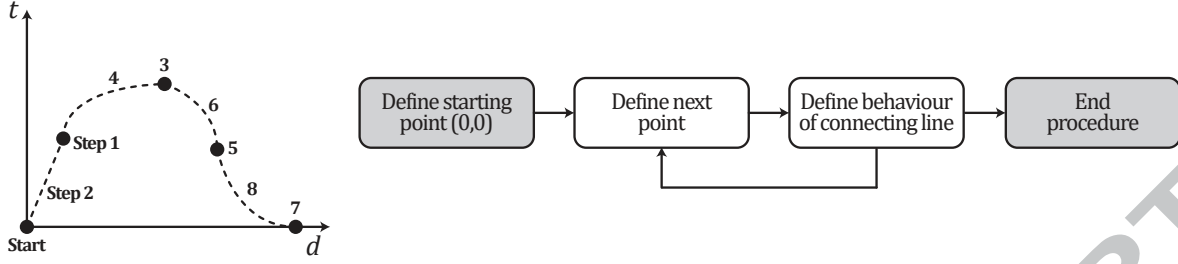 t
4
3
6
Step 1
5
Step 2
8
7
Start
d
Define starting
point (0,0)
Define next
point
Define behaviour
of connecting line
End
procedure
PT